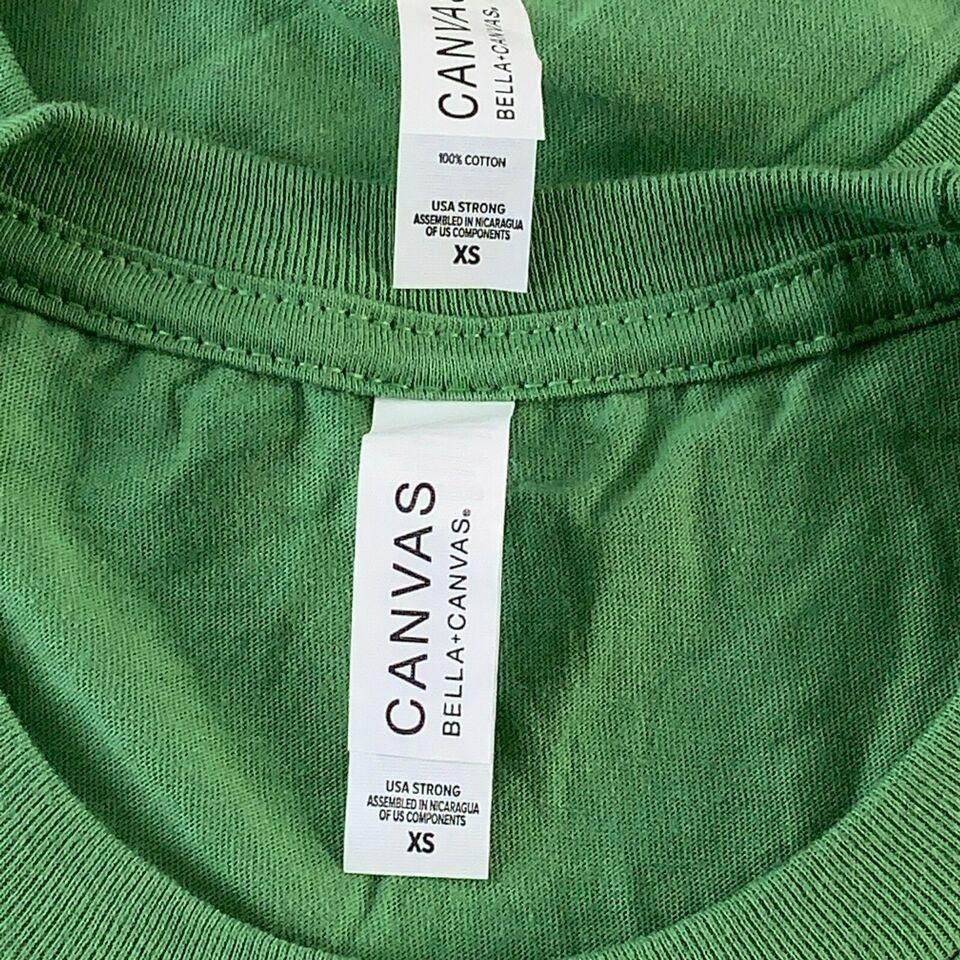 CANVAS
BELLA+CANVAS®
100% COTTON
USA STRONG
ASSEMBLED IN NICARAGUA
OF US COMPONENTS
XS
CANVAS
BELLA+CANVAS®
USA STRONG
ASSEMBLED IN NICARAGUA
OF US COMPONENTS
XS